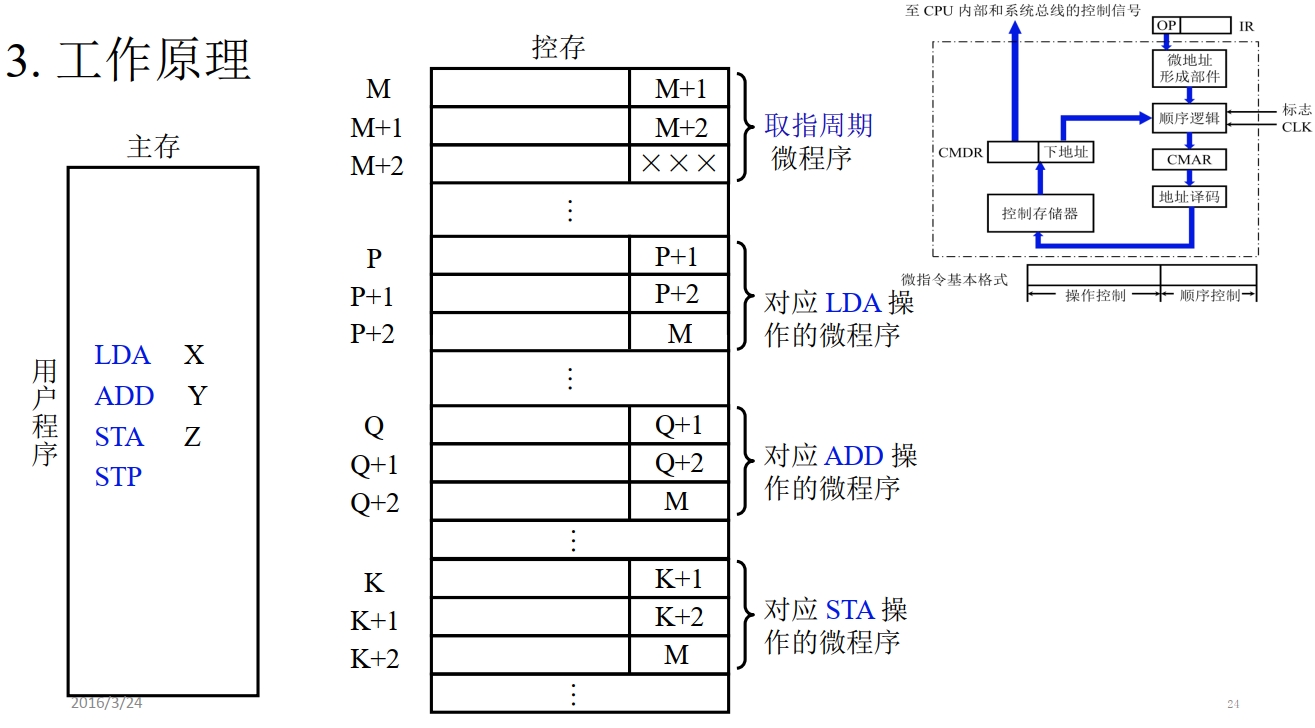 3. 工作原理
主存
用户程序
LDA X
ADD Y
STA Z
STP
控存
M M+1
M+1 M+2
M+2 ×××
取指周期
微程序
⋮
P P+1
P+1 P+2
P+2 M
对应 LDA 操
作的微程序
⋮
Q Q+1
Q+1 Q+2
Q+2 M
对应 ADD 操
作的微程序
⋮
K K+1
K+1 K+2
K+2 M
对应 STA 操
作的微程序
⋮
至 CPU 内部和系统总线的控制信号
OP IR
微地址
形成部件
顺序逻辑
标志
CLK
CMDR 下地址
CMAR
地址译码
控制存储器
微指令基本格式
操作控制 顺序控制
2016/3/24
24